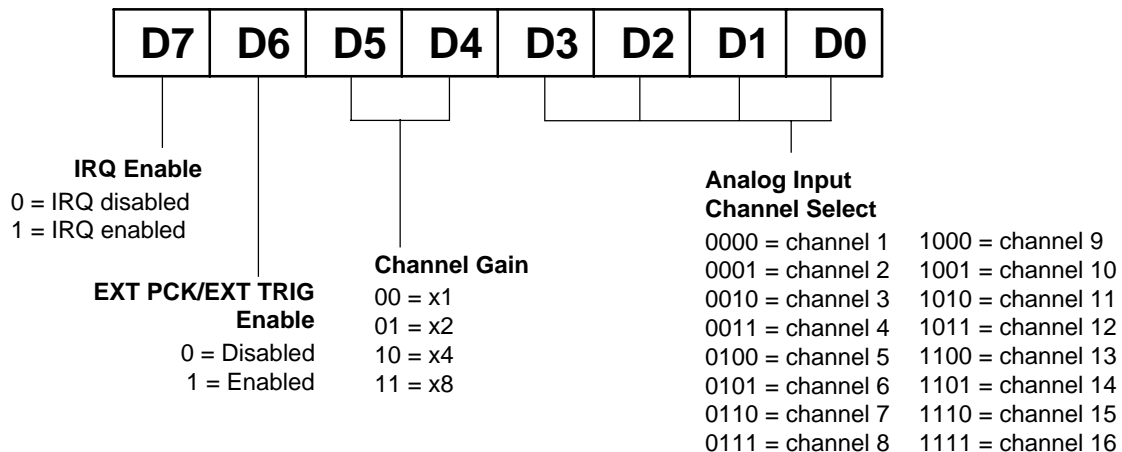 D7 D6 D5 D4 D3 D2 D1 D0
IRQ Enable
0 = IRQ disabled
1 = IRQ enabled
EXT PCK/EXT TRIG
Enable
0 = Disabled
1 = Enabled
Channel Gain
00 = x1
01 = x2
10 = x4
11 = x8
Analog Input
Channel Select
0000 = channel 1 1000 = channel 9
0001 = channel 2 1001 = channel 10
0010 = channel 3 1010 = channel 11
0011 = channel 4 1011 = channel 12
0100 = channel 5 1100 = channel 13
0101 = channel 6 1101 = channel 14
0110 = channel 7 1110 = channel 15
0111 = channel 8 1111 = channel 16